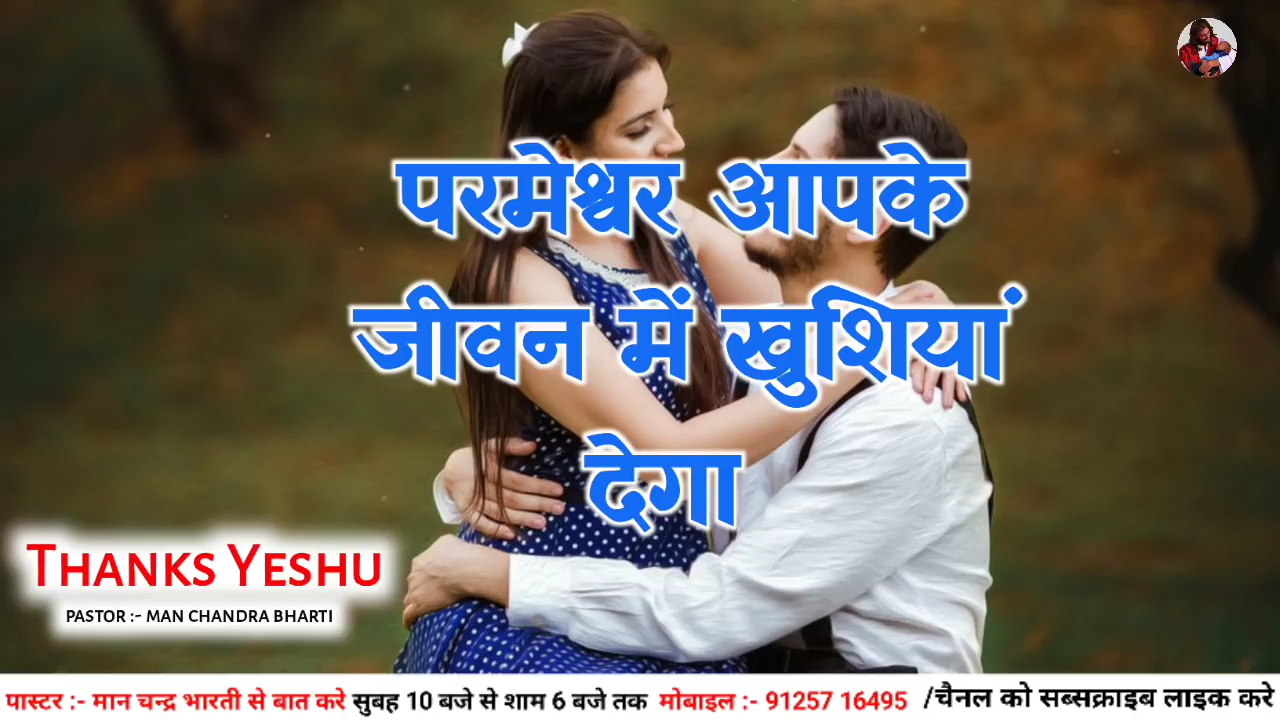 परमेश्वर आपके
जीवन में खुशियां
देगा
THANKS YESHU
PASTOR :- MAN CHANDRA BHARTI
पास्टर :- मान चन्द्र भारती से बात करे सुबह 10 बजे से शाम 6 बजे तक मोबाइल :- 91257 16495 /चैनल को सब्सक्राइब लाइक करे